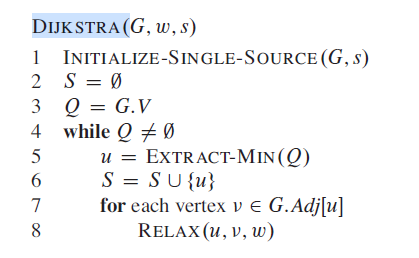 DIJKSTRA(G, w, s)
1 INITIALIZE-SINGLE-SOURCE(G, s)
2 S = ∅
3 Q = G.V
4 while Q ≠ ∅
5 u = EXTRACT-MIN(Q)
6 S = S ∪ {u}
7 for each vertex v ∈ G.Adj[u]
8 RELAX(u, v, w)